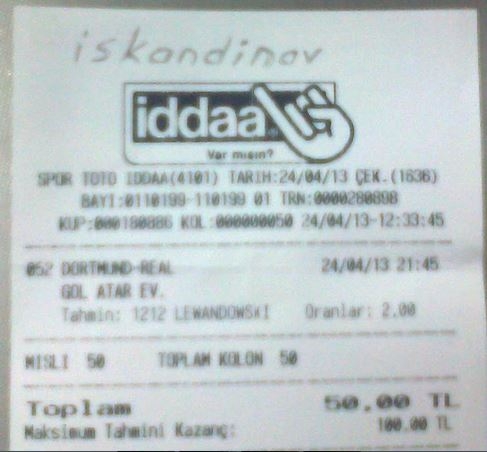 iskandinav
iddaa
Var mısın?
SPOR TOTO IDDAA(4101) TARIH:24/04/13 ÇEK.(1636)
BAYI:0110199-110199 01 TRN:0000280898
KUP:000180886 KOL:000000050 24/04/13-12:33:45
052 DORTMUND-REAL 24/04/13 21:45
GOL ATAR EV.
Tahmin: 1212 LEWANDOWSKI Oranlar: 2.00
MISLI 50 TOPLAM KOLON 50
Toplam 50.00 TL
Maksimum Tahmini Kazanç: 100.00 TL